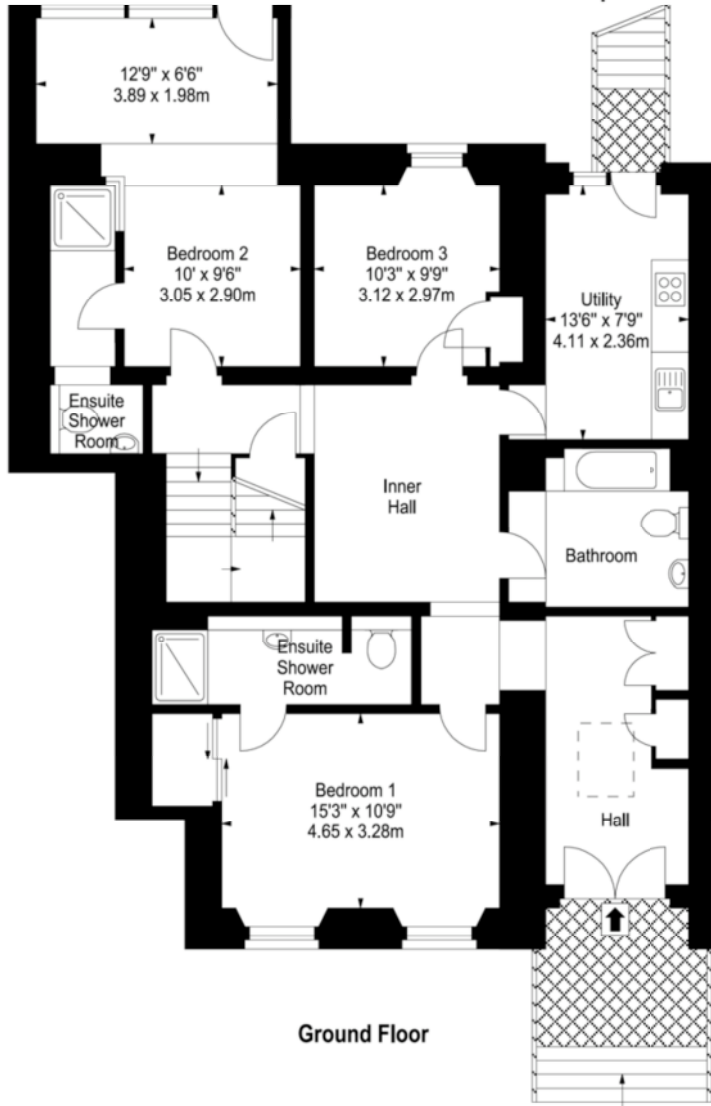 12'9" x 6'6"
3.89 x 1.98m
Bedroom 2
10' x 9'6"
3.05 x 2.90m
Bedroom 3
10'3" x 9'9"
3.12 x 2.97m
Utility
13'6" x 7'9"
4.11 x 2.36m
Ensuite
Shower
Room
Inner
Hall
Bathroom
Ensuite
Shower
Room
Bedroom 1
15'3" x 10'9"
4.65 x 3.28m
Hall
Ground Floor